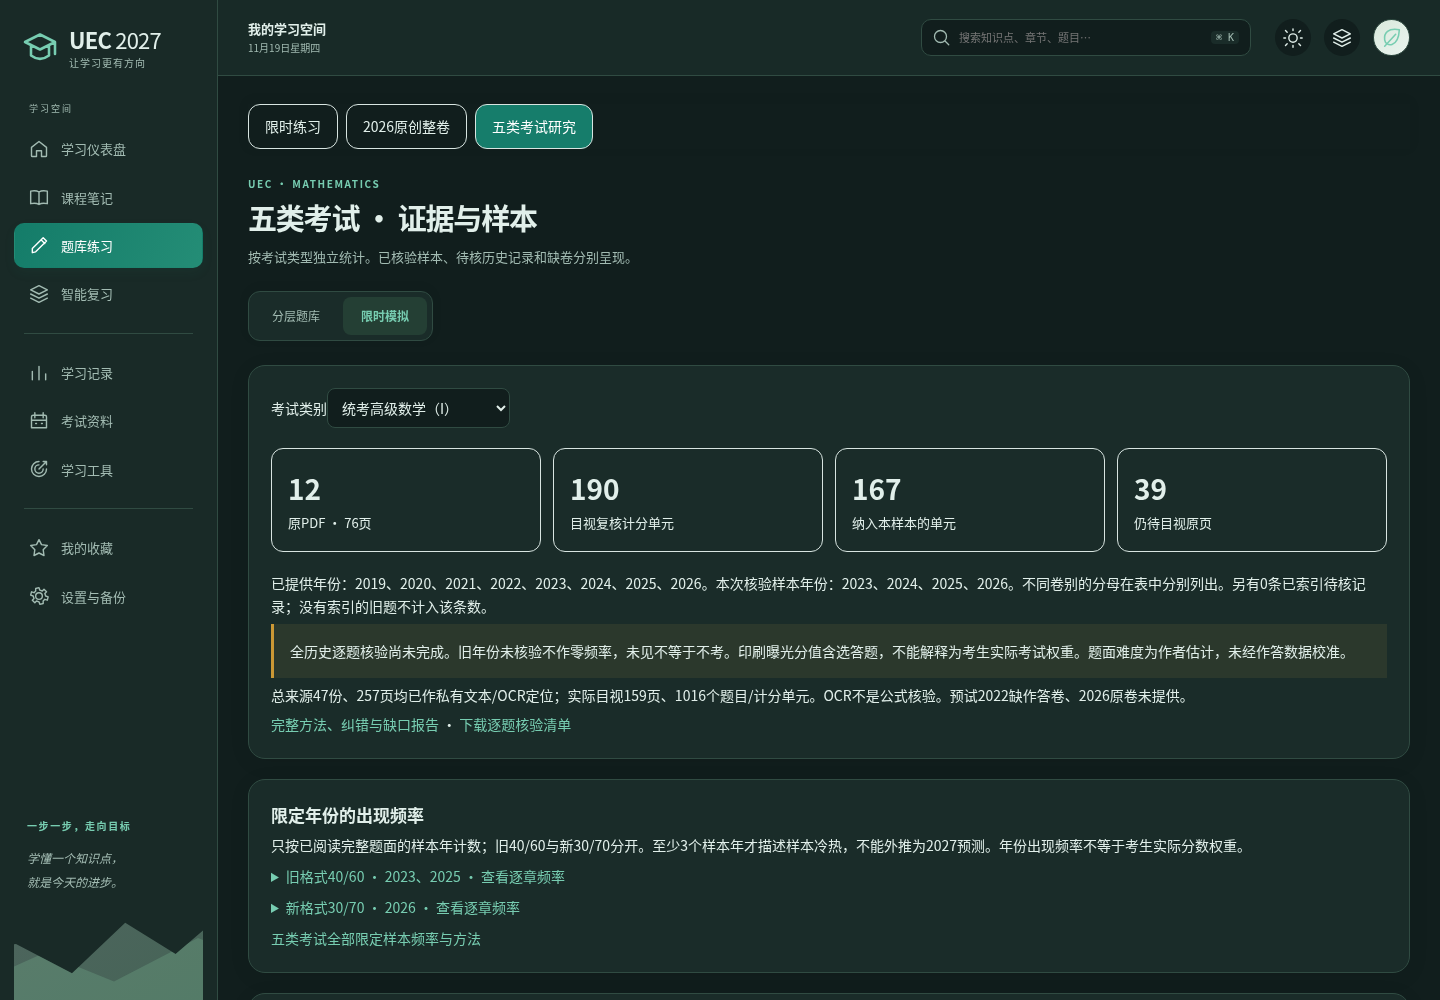 UEC 2027
让学习更有方向
学习空间
学习仪表盘
课程笔记
题库练习
智能复习
学习记录
考试资料
学习工具
我的收藏
设置与备份
一步一步，走向目标
学懂一个知识点，
就是今天的进步。
我的学习空间
11月19日星期四
搜索知识点、章节、题目…
⌘ K
限时练习
2026原创整卷
五类考试研究
UEC · MATHEMATICS
五类考试 · 证据与样本
按考试类型独立统计。已核验样本、待核历史记录和缺卷分别呈现。
分层题库
限时模拟
考试类别 统考高级数学（I）
12
原PDF · 76页
190
目视复核计分单元
167
纳入本样本的单元
39
仍待目视原页
已提供年份：2019、2020、2021、2022、2023、2024、2025、2026。本次核验样本年份：2023、2024、2025、2026。不同卷别的分母在表中分别列出。另有0条已索引待核记
录；没有索引的旧题不计入该条数。
全历史逐题核验尚未完成。旧年份未核验不作零频率，未见不等于不考。印刷曝光分值含选答题，不能解释为考生实际考试权重。题面难度为作者估计，未经作答数据校准。
总来源47份、257页均已作私有文本/OCR定位；实际目视159页、1016个题目/计分单元。OCR不是公式核验。预试2022缺作答卷、2026原卷未提供。
完整方法、纠错与缺口报告 · 下载逐题核验清单
限定年份的出现频率
只按已阅读完整题面的样本年计数；旧40/60与新30/70分开。至少3个样本年才描述样本冷热，不能外推为2027预测。年份出现频率不等于考生实际分数权重。
▶ 旧格式40/60 · 2023、2025 · 查看逐章频率
▶ 新格式30/70 · 2026 · 查看逐章频率
五类考试全部限定样本频率与方法